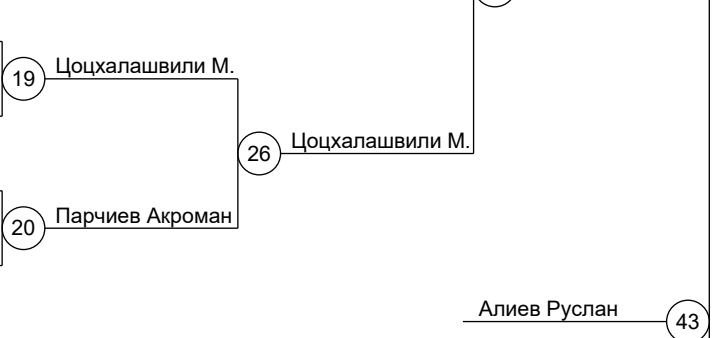 19 Цоцхалашвили М.
26 Цоцхалашвили М.
20 Парчиев Акроман
Алиев Руслан 43